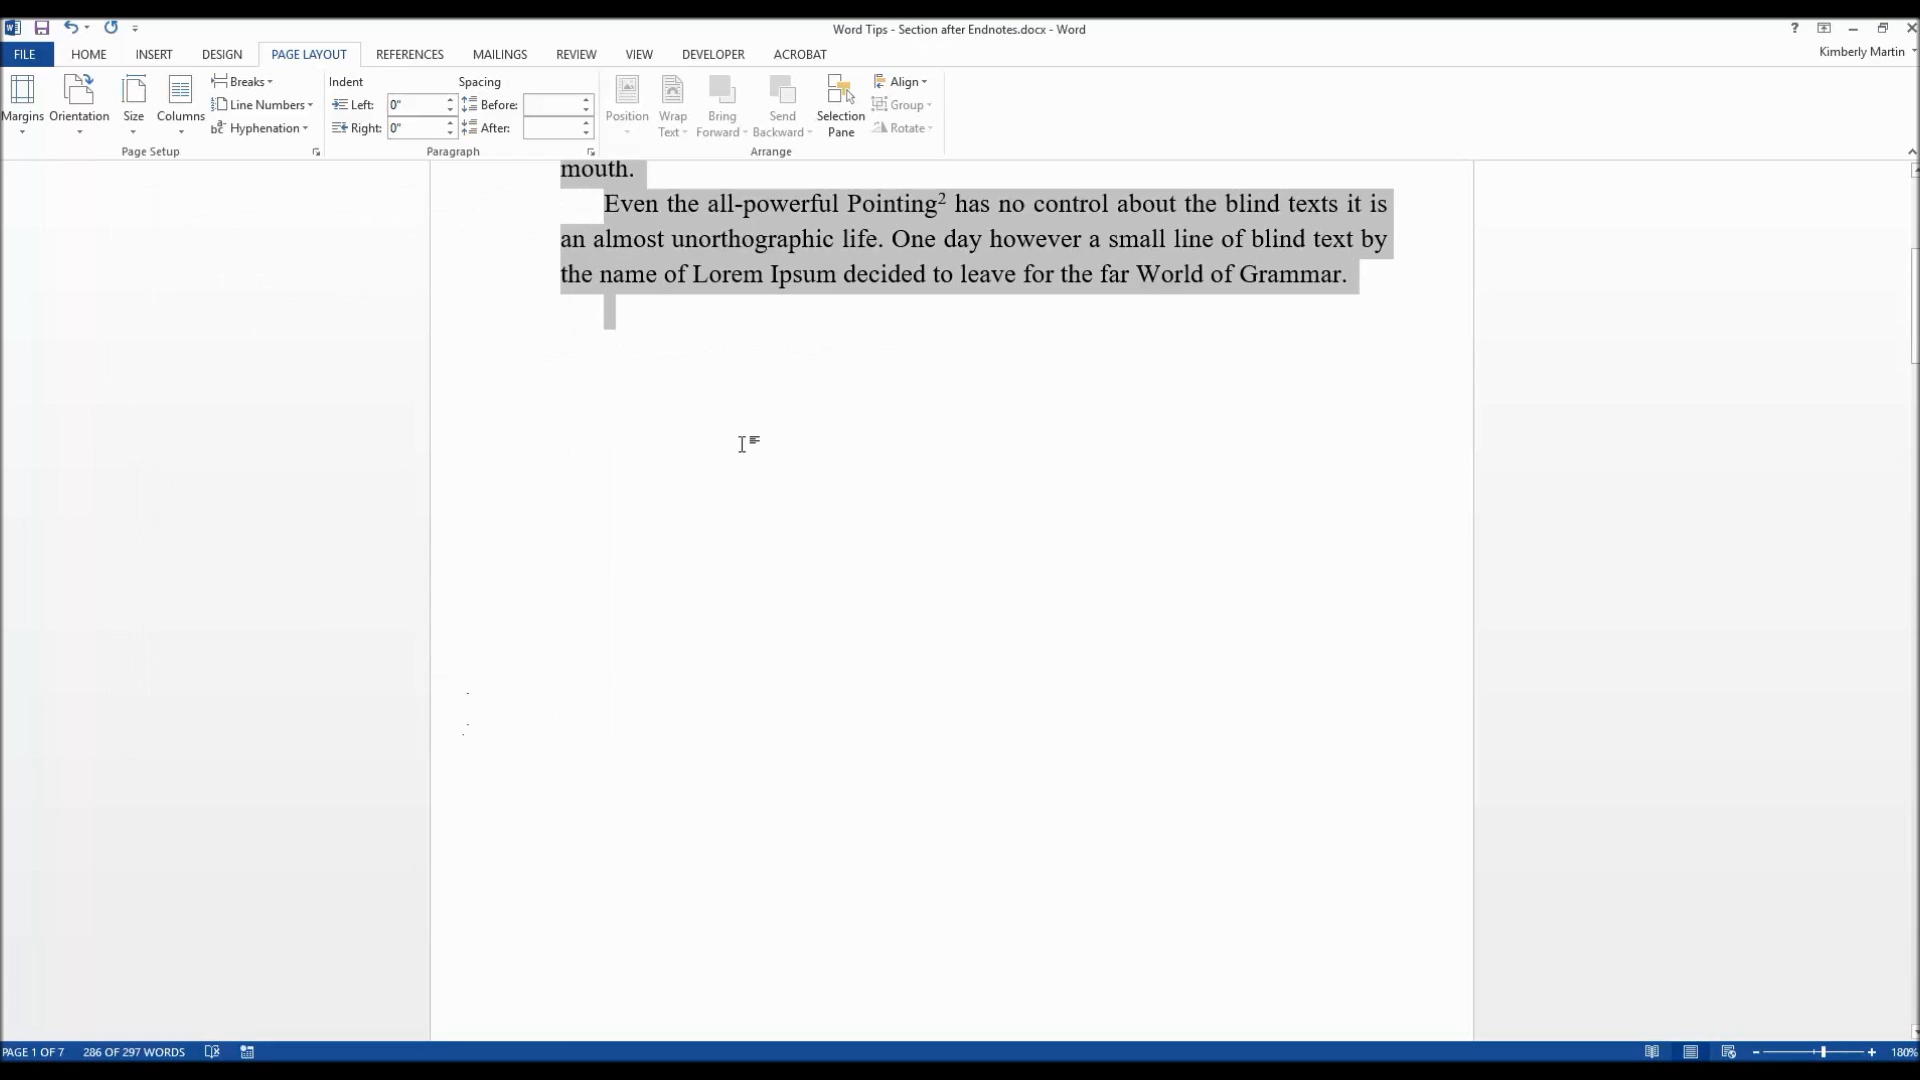 Word Tips - Section after Endnotes.docx - Word
?
FILE HOME INSERT DESIGN PAGE LAYOUT REFERENCES MAILINGS REVIEW VIEW DEVELOPER ACROBAT Kimberly Martin
Margins Orientation Size Columns
Breaks
Line Numbers
Hyphenation
Page Setup
Indent Spacing
Left: 0" Before:
Right: 0" After:
Paragraph
Position Wrap Text Bring Forward Send Backward Selection Pane
Align
Group
Rotate
Arrange
mouth.
Even the all-powerful Pointing² has no control about the blind texts it is
an almost unorthographic life. One day however a small line of blind text by
the name of Lorem Ipsum decided to leave for the far World of Grammar.
PAGE 1 OF 7 286 OF 297 WORDS 180%